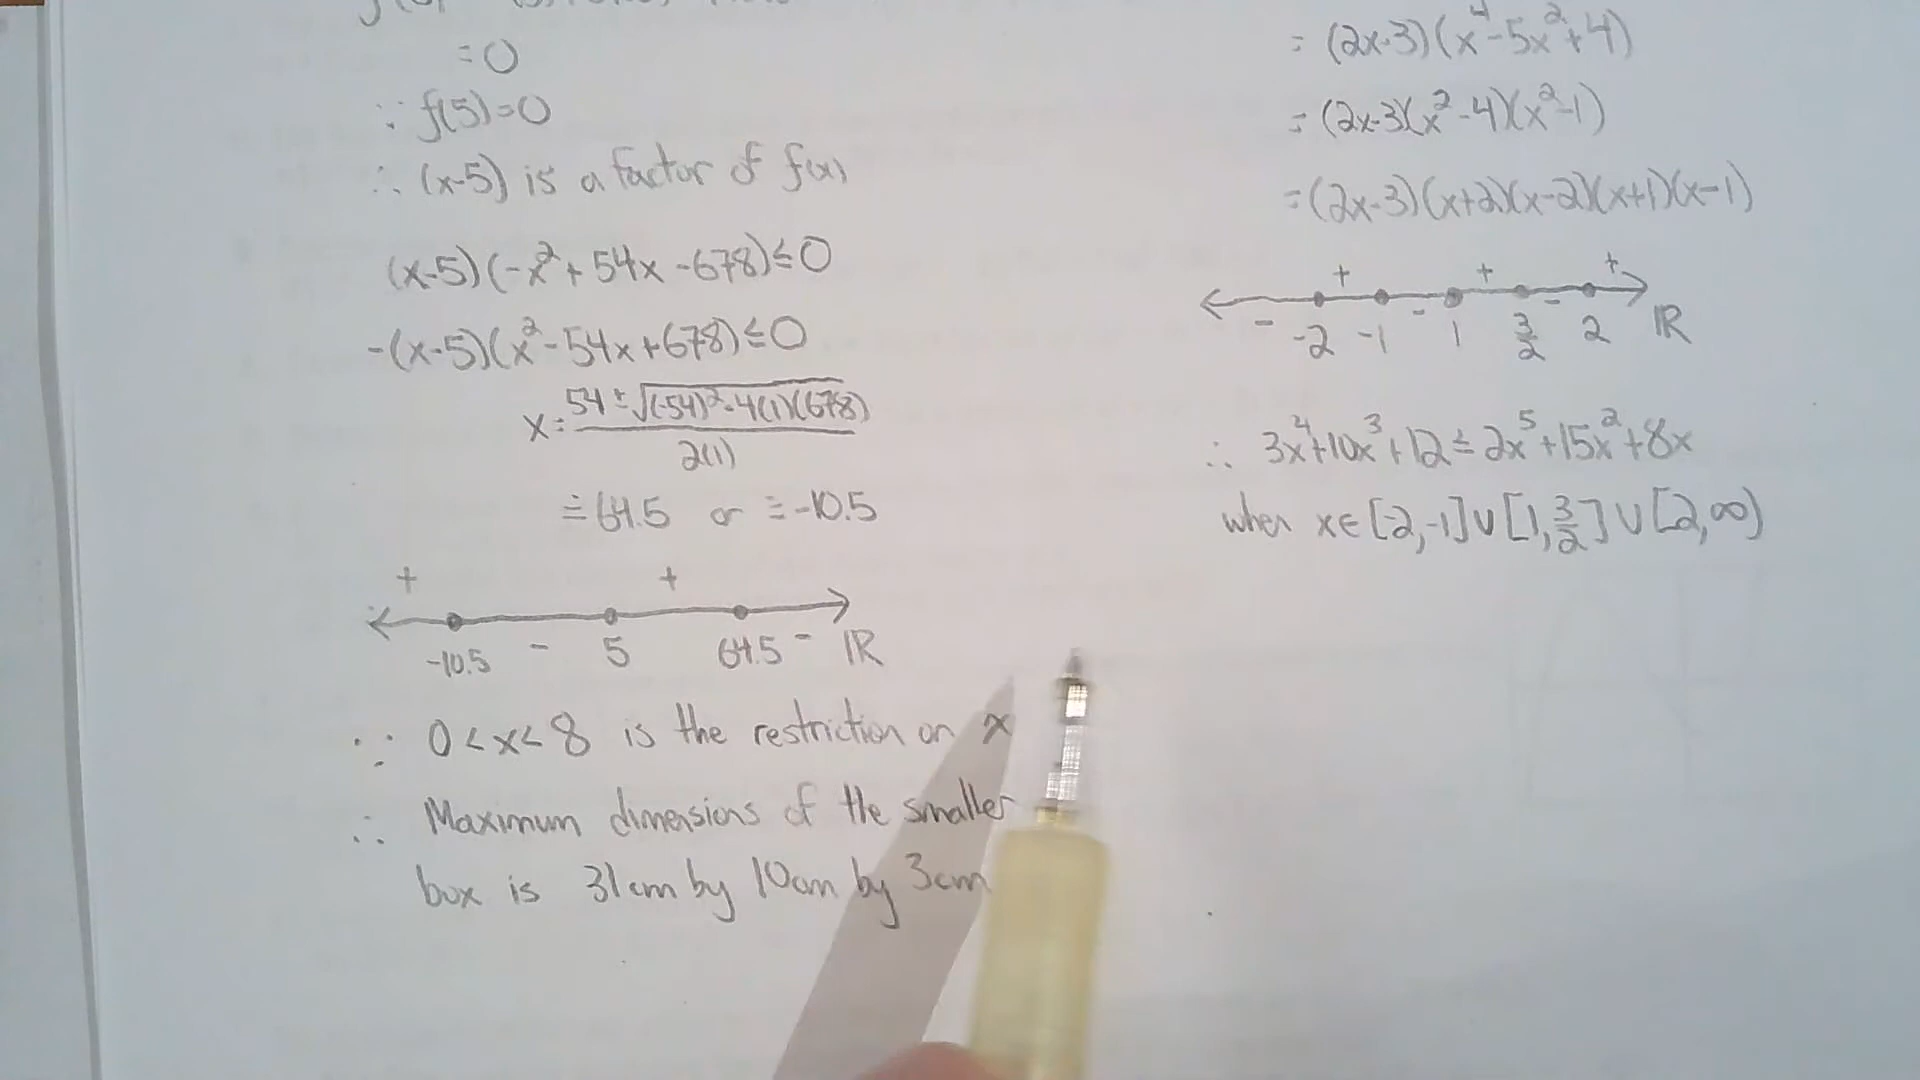 = 0
∵ f(5)=0
∴ (x-5) is a factor of f(x)
(x-5)(-x²+54x-678)≤0
-(x-5)(x²-54x+678)≤0
x = 54±√(-54)²-4(1)(678)
2(1)
≐ 64.5 or ≐ -10.5
+ +
-10.5 - 5 64.5 - ℝ
∵ 0<x<8 is the restriction on x
∴ Maximum dimensions of the smaller
box is 31cm by 10cm by 3cm
= (2x-3)(x⁴-5x²+4)
= (2x-3)(x²-4)(x²-1)
= (2x-3)(x+2)(x-2)(x+1)(x-1)
+ + +
- -2 -1 - 1 3/2 - 2 ℝ
∴ 3x⁴+10x³+12≤2x⁵+15x²+8x
when x∈[-2,-1]∪[1,3/2]∪[2,∞)